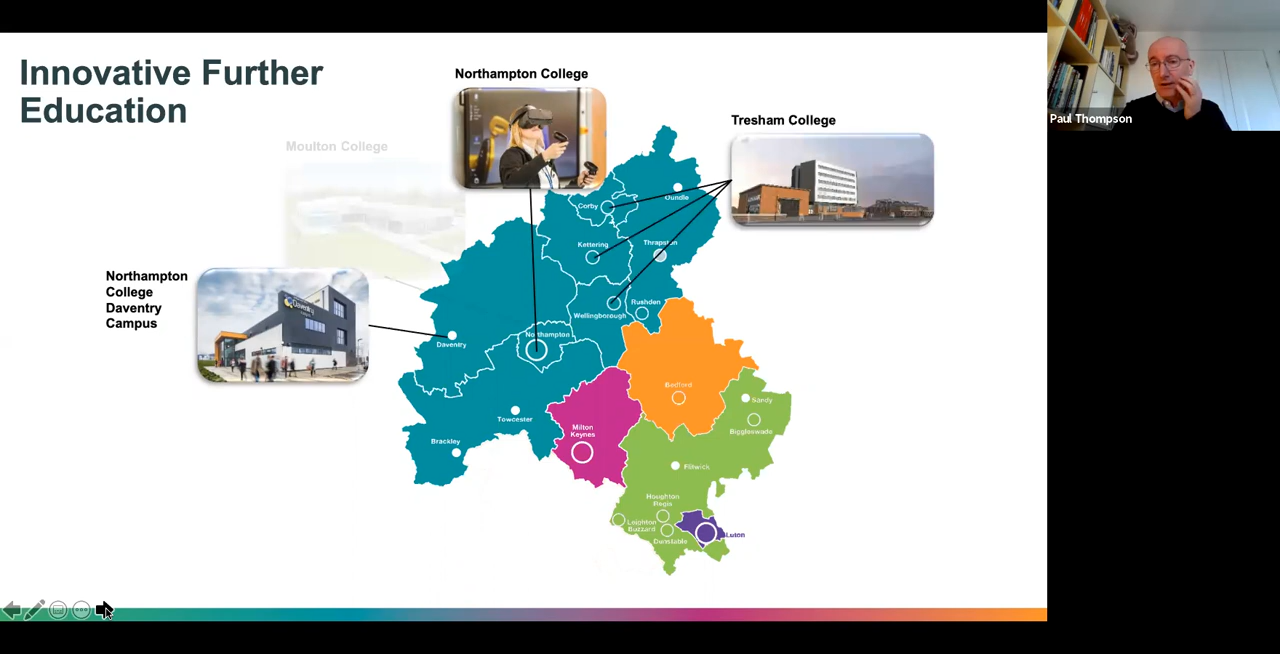 Innovative Further
Education
Northampton College
Tresham College
Moulton College
Northampton
College
Daventry
Campus
Daventry
Corby
Oundle
Kettering
Thrapston
Wellingborough
Rushden
Northampton
Daventry
Towcester
Brackley
Milton
Keynes
Bedford
Sandy
Biggleswade
Flitwick
Houghton
Regis
Leighton
Buzzard
Dunstable
Luton
Paul Thompson